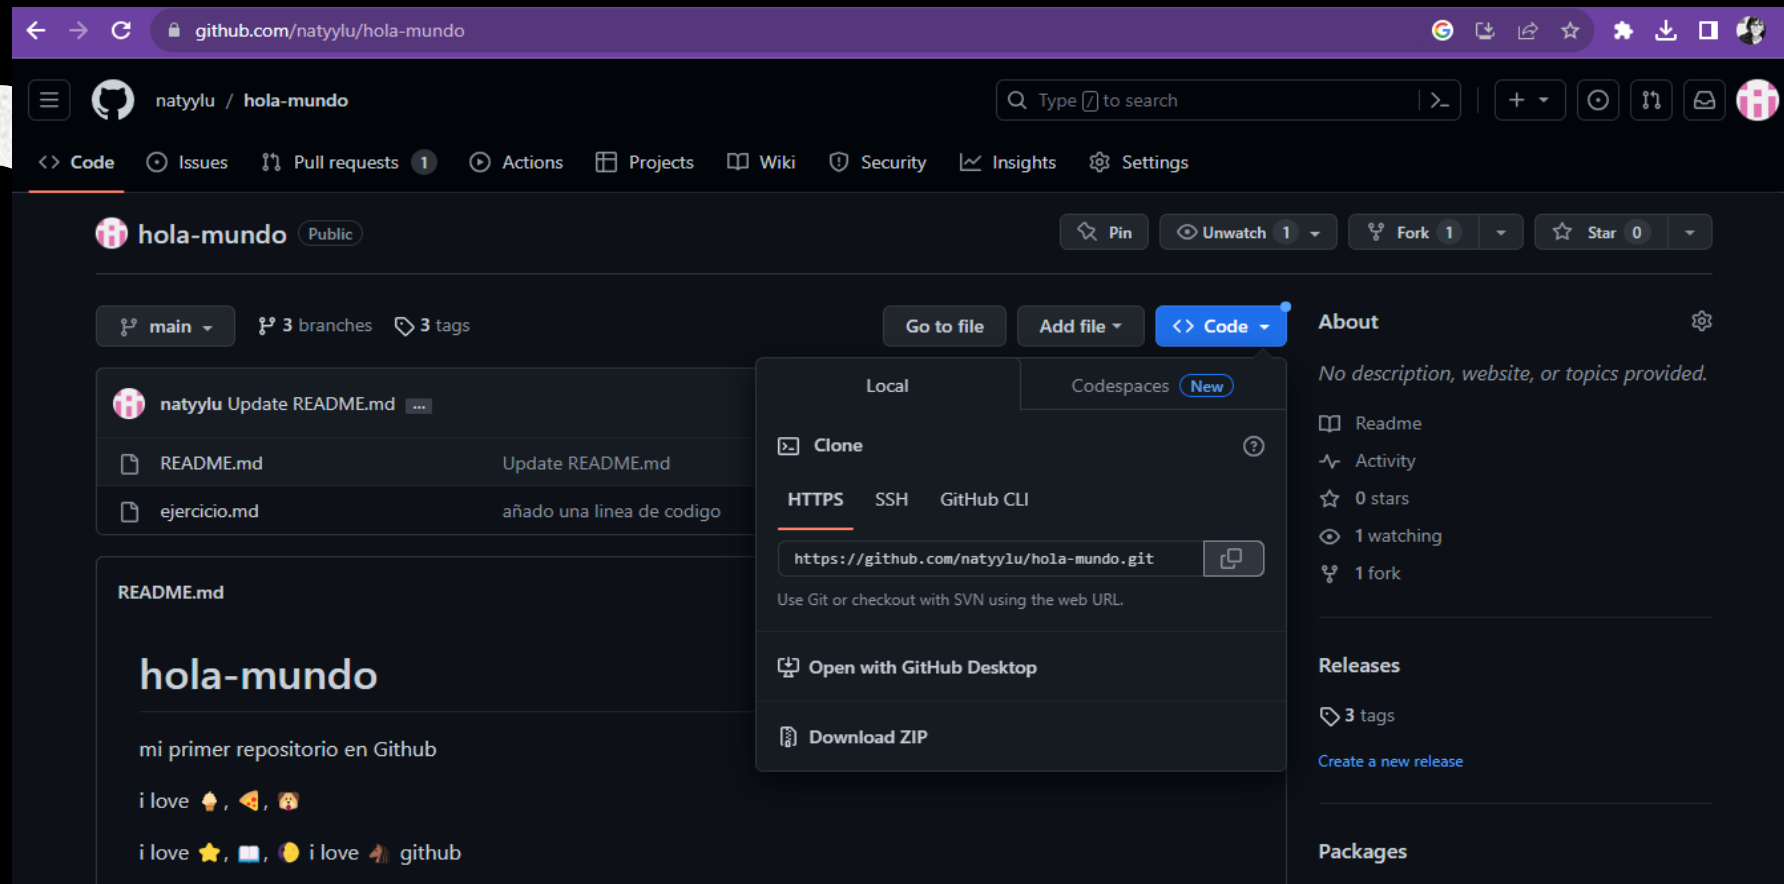 github.com/natyylu/hola-mundo
natyylu / hola-mundo
Type / to search
Code Issues Pull requests 1 Actions Projects Wiki Security Insights Settings
hola-mundo Public
Pin Unwatch 1 Fork 1 Star 0
main 3 branches 3 tags
Go to file Add file Code
natyylu Update README.md ...
README.md Update README.md
ejercicio.md añado una linea de codigo
README.md
hola-mundo
mi primer repositorio en Github
i love 🍦, 🍕, 🐶
i love ⭐, 📖, 🌔 i love 🐴 github
Local Codespaces New
Clone
HTTPS SSH GitHub CLI
https://github.com/natyylu/hola-mundo.git
Use Git or checkout with SVN using the web URL.
Open with GitHub Desktop
Download ZIP
About
No description, website, or topics provided.
Readme
Activity
0 stars
1 watching
1 fork
Releases
3 tags
Create a new release
Packages